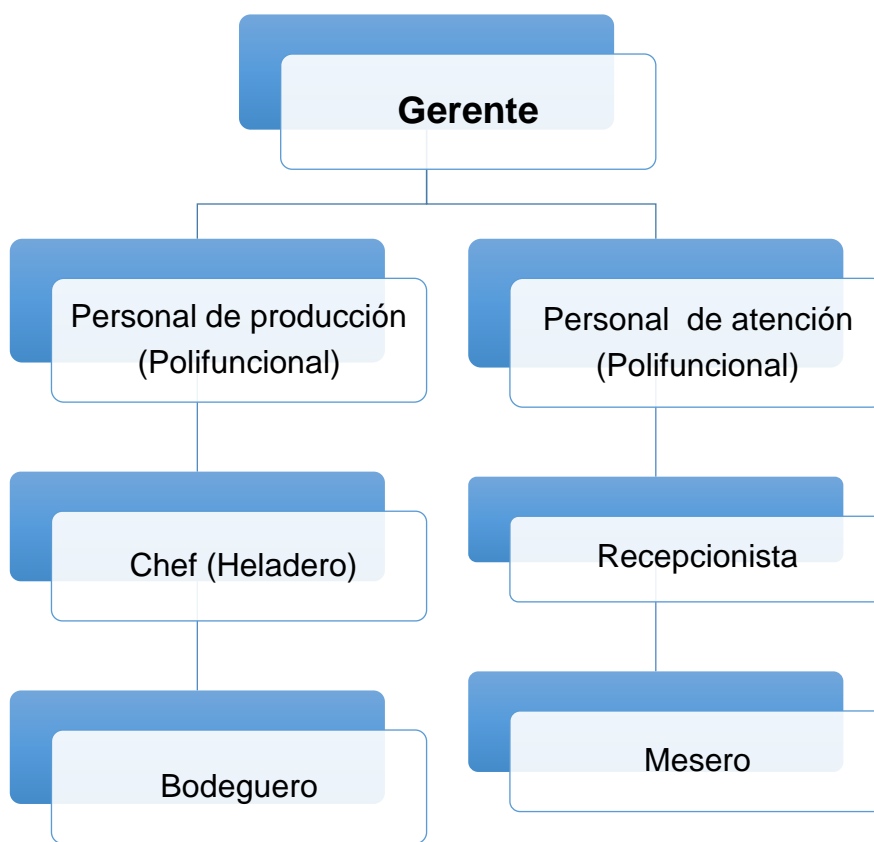 Gerente
Personal de producción
(Polifuncional)
Personal de atención
(Polifuncional)
Chef (Heladero)
Recepcionista
Bodeguero
Mesero